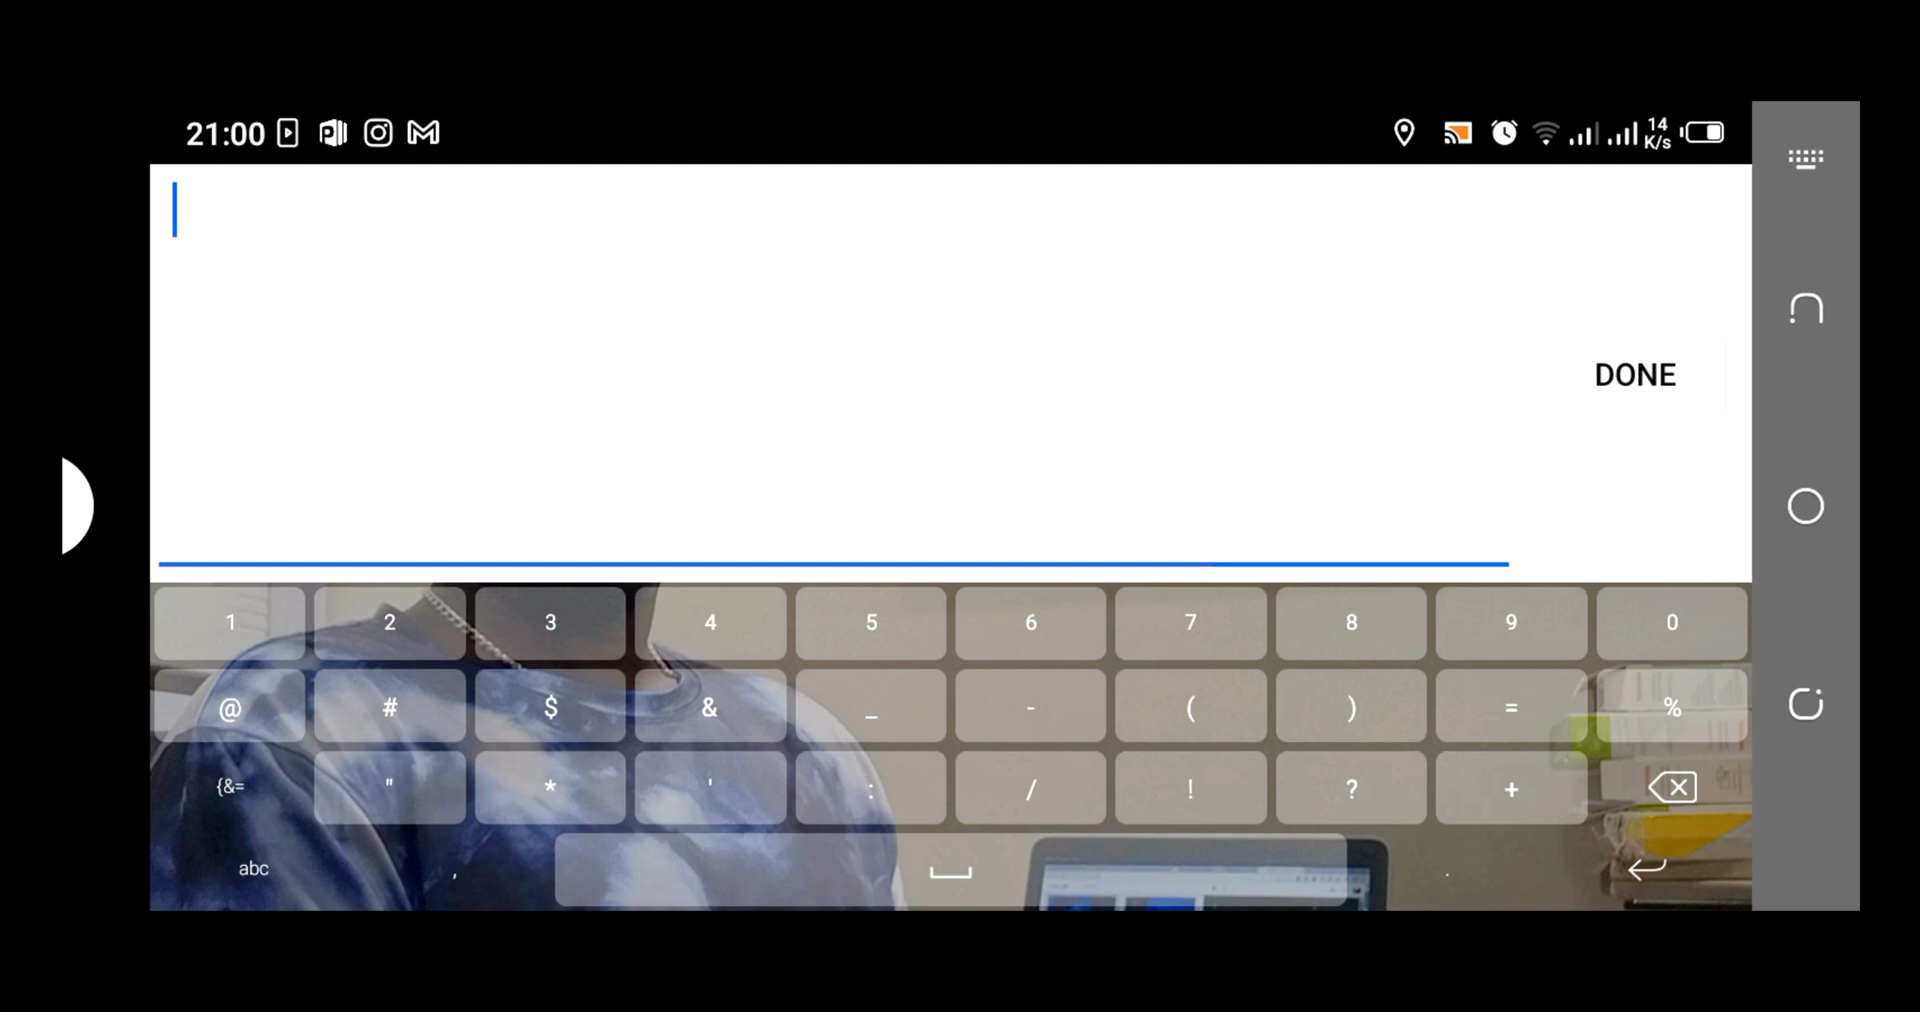 21:00 14 K/s
DONE
1 2 3 4 5 6 7 8 9 0
@ # $ & _ - ( ) = %
{&= " * ' : / ! ? +
abc , .